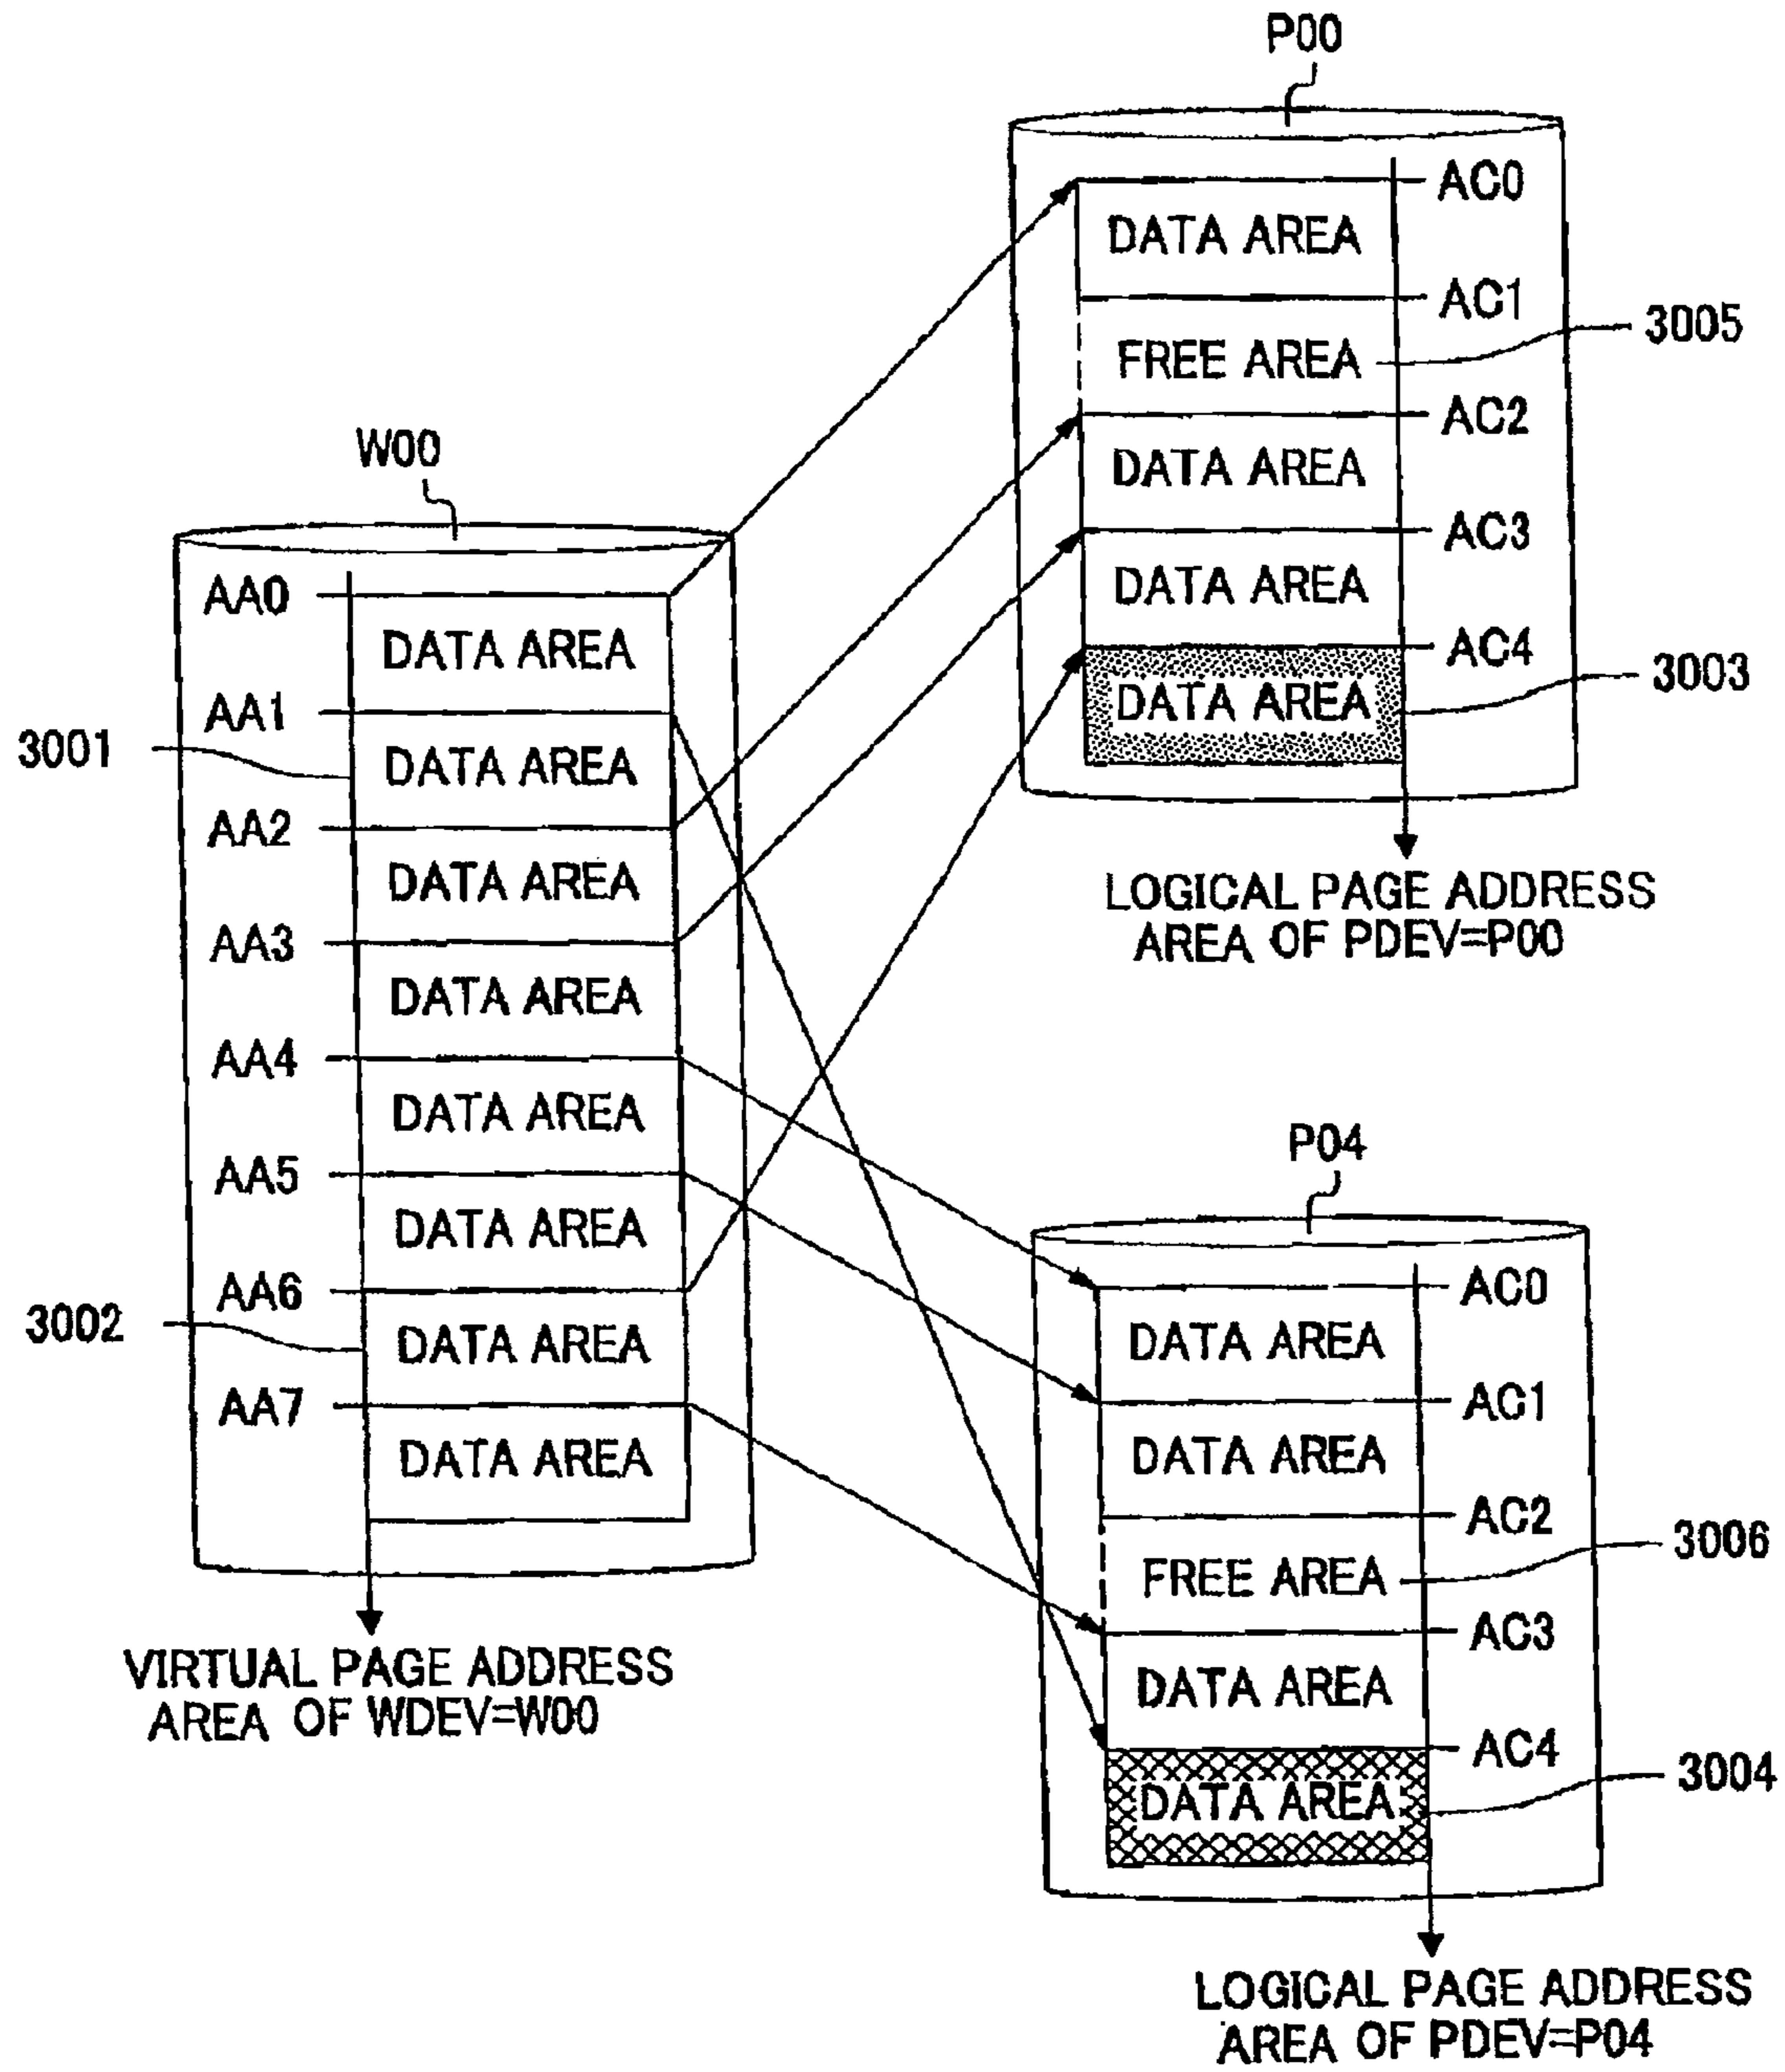 P00
AC0
DATA AREA
AC1
3005
FREE AREA
AC2
DATA AREA
AC3
DATA AREA
AC4
3003
DATA AREA
LOGICAL PAGE ADDRESS
AREA OF PDEV=P00
W00
AA0
DATA AREA
AA1
3001
DATA AREA
AA2
DATA AREA
AA3
DATA AREA
AA4
DATA AREA
AA5
DATA AREA
AA6
3002
DATA AREA
AA7
DATA AREA
VIRTUAL PAGE ADDRESS
AREA OF WDEV=W00
P04
AC0
DATA AREA
AC1
DATA AREA
AC2
3006
FREE AREA
AC3
DATA AREA
AC4
3004
DATA AREA
LOGICAL PAGE ADDRESS
AREA OF PDEV=P04